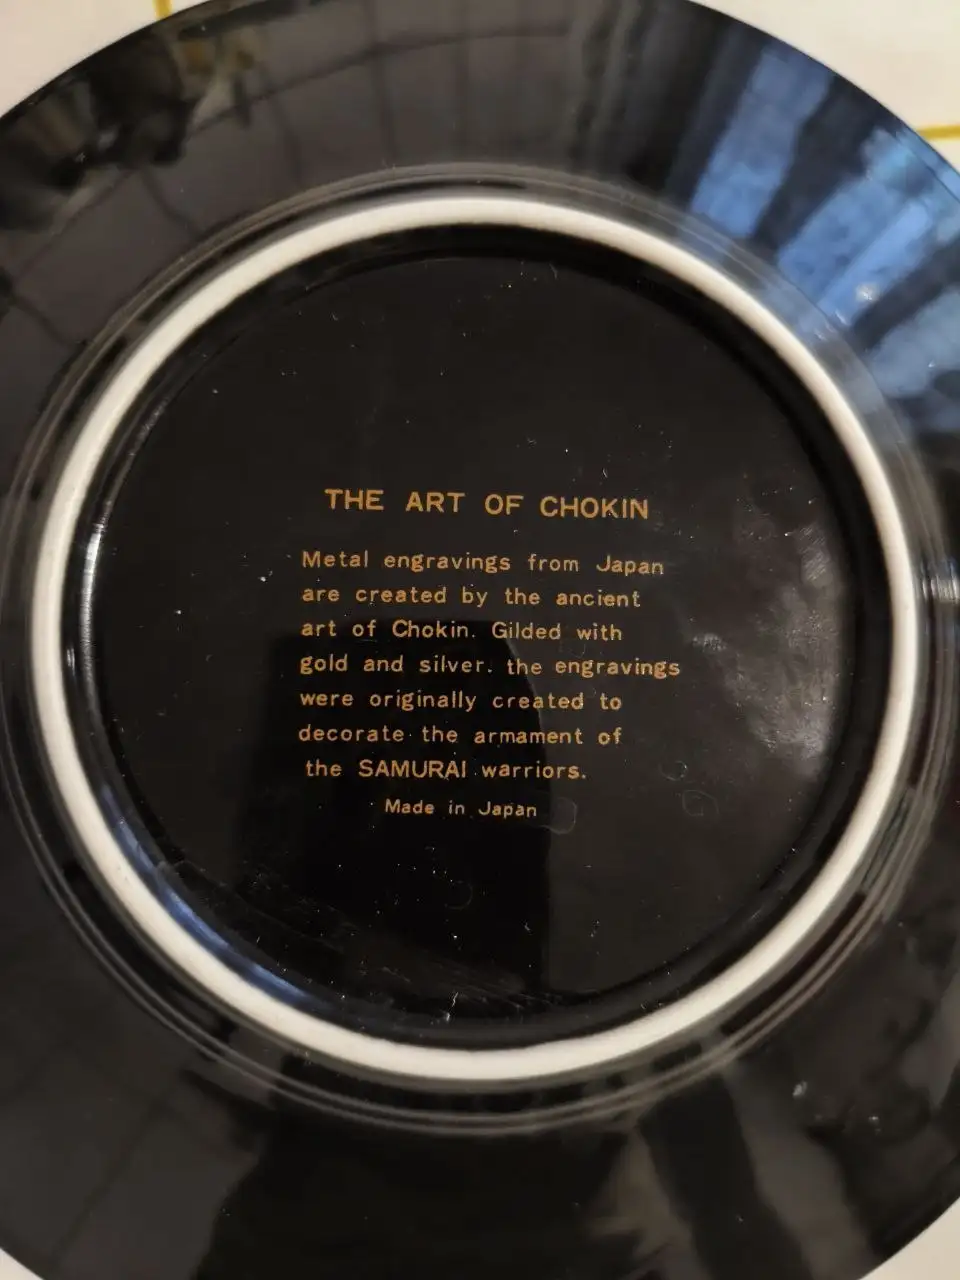 THE ART OF CHOKIN
Metal engravings from Japan
are created by the ancient
art of Chokin. Gilded with
gold and silver. the engravings
were originally created to
decorate the armament of
the SAMURAI warriors.
Made in Japan